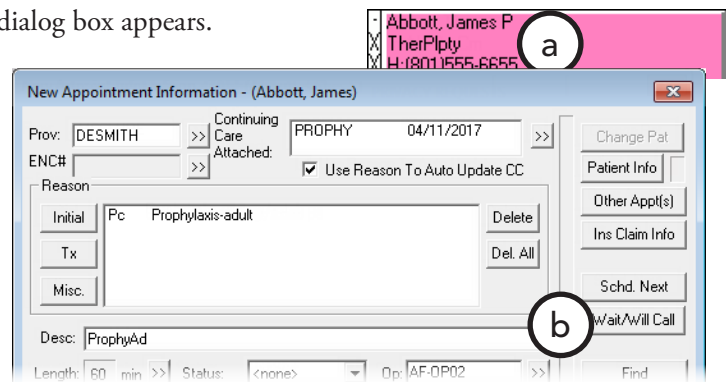 dialog box appears.
Abbott, James P
X TherPlpty
X H:(801)555-6655
a
New Appointment Information - (Abbott, James)
Prov: DESMITH >> Continuing Care Attached: PROPHY 04/11/2017 >> Change Pat
ENC# >> Use Reason To Auto Update CC Patient Info
Reason
Other Appt(s)
Initial Pc Prophylaxis-adult Delete
Ins Claim Info
Tx Del. All
Misc. Schd. Next
b Wait/Will Call
Desc: ProphyAd
Length: 60 min >> Status: <none> Op: AF-OP02 >> Find